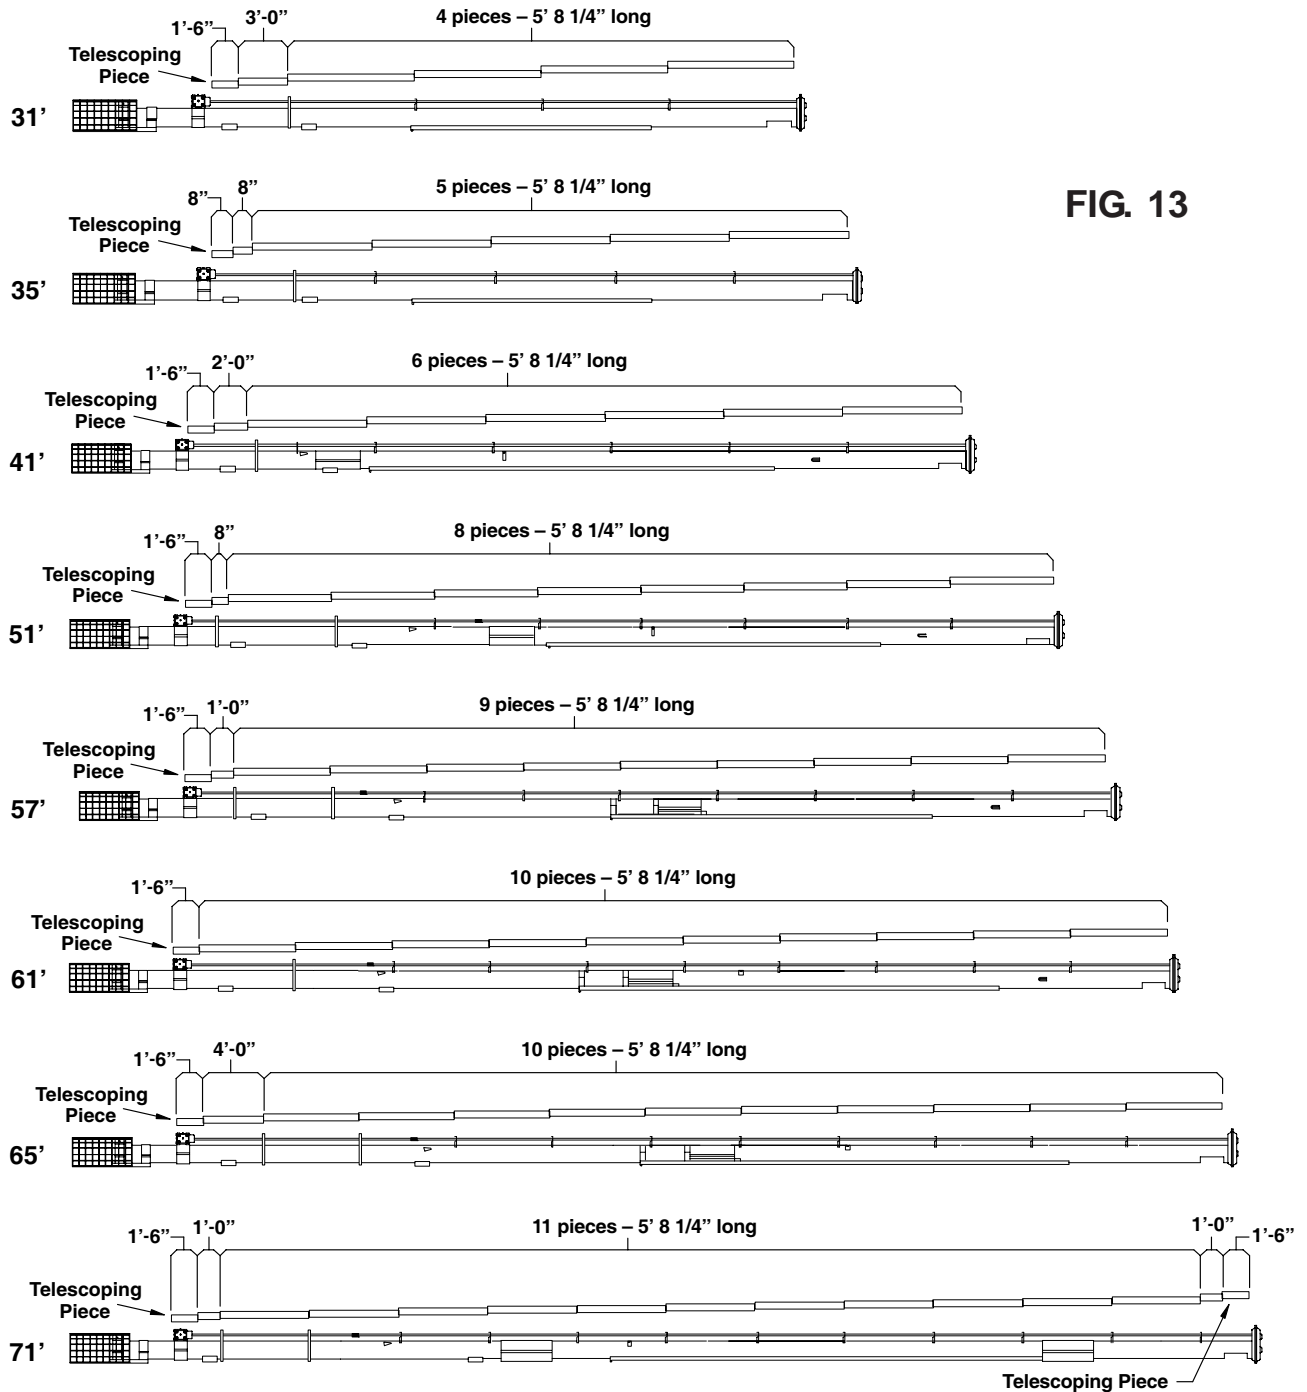 1’-6” 3’-0” 4 pieces – 5’ 8 1/4” long
Telescoping
Piece
31’
8” 8” 5 pieces – 5’ 8 1/4” long
FIG. 13
Telescoping
Piece
35’
1’-6” 2’-0” 6 pieces – 5’ 8 1/4” long
Telescoping
Piece
41’
1’-6” 8” 8 pieces – 5’ 8 1/4” long
Telescoping
Piece
51’
1’-6” 1’-0” 9 pieces – 5’ 8 1/4” long
Telescoping
Piece
57’
1’-6” 10 pieces – 5’ 8 1/4” long
Telescoping
Piece
61’
1’-6” 4’-0” 10 pieces – 5’ 8 1/4” long
Telescoping
Piece
65’
1’-6” 1’-0” 11 pieces – 5’ 8 1/4” long 1’-0” 1’-6”
Telescoping
Piece
71’
Telescoping Piece